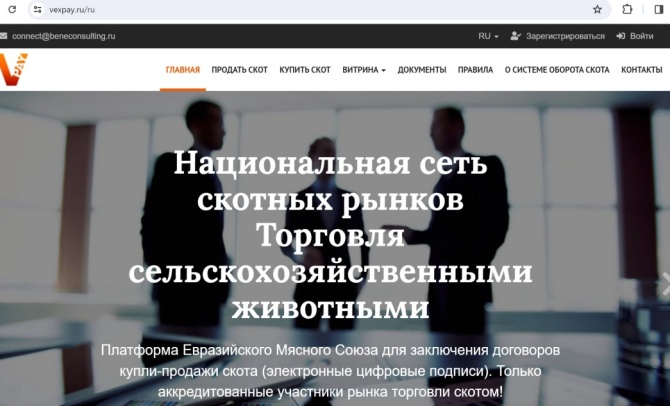 vexpay.ru/ru
connect@beneconsulting.ru
RU
Зарегистрироваться
Войти
VPAY
ГЛАВНАЯ
ПРОДАТЬ СКОТ
КУПИТЬ СКОТ
ВИТРИНА
ДОКУМЕНТЫ
ПРАВИЛА
О СИСТЕМЕ ОБОРОТА СКОТА
КОНТАКТЫ
Национальная сеть
скотных рынков
Торговля
сельскохозяйственными
животными
Платформа Евразийского Мясного Союза для заключения договоров
купли-продажи скота (электронные цифровые подписи). Только
аккредитованные участники рынка торговли скотом!